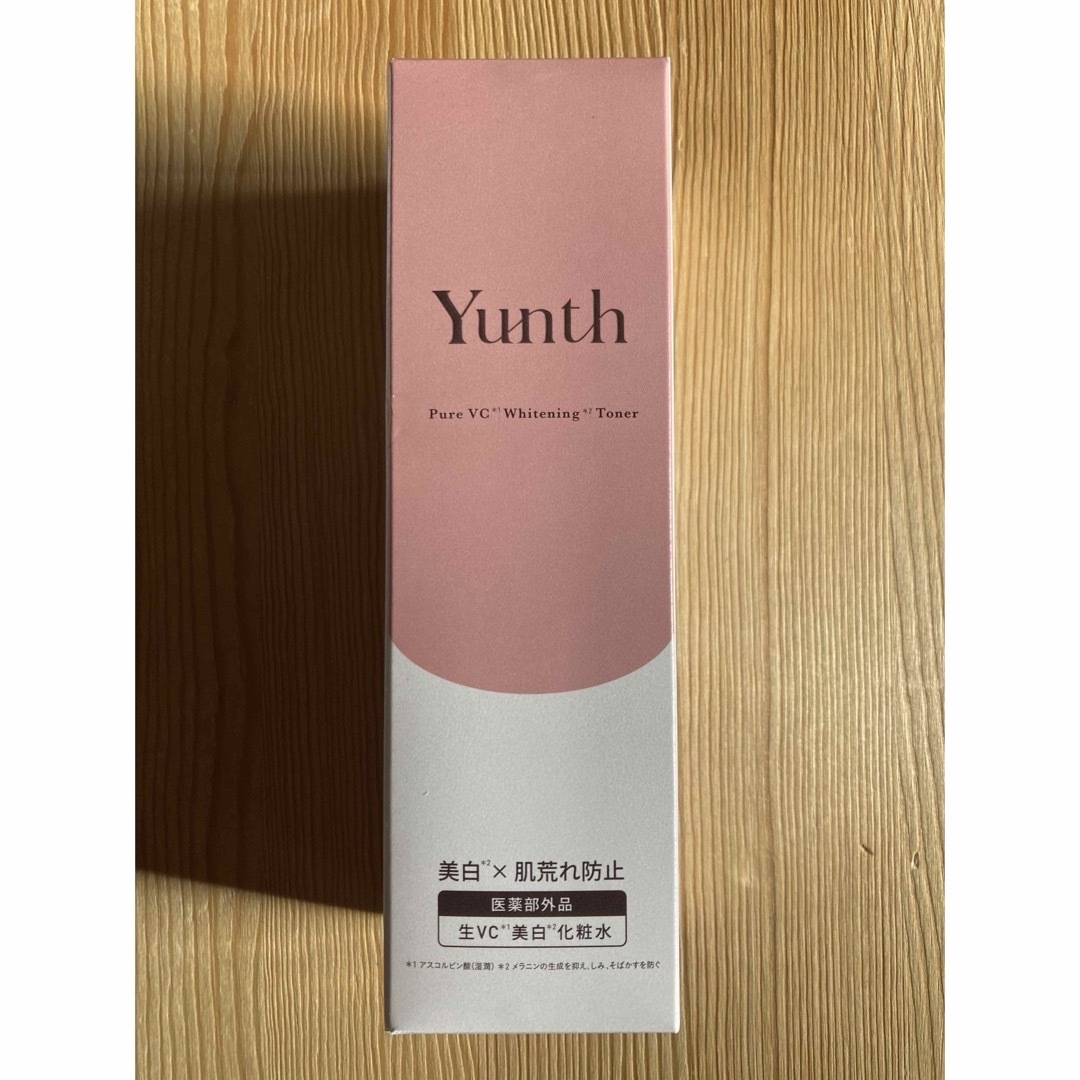 Yunth
Pure VC*1 Whitening*2 Toner
美白*2×肌荒れ防止
医薬部外品
生VC*1美白*2化粧水
*1 アスコルビン酸(湿潤) *2 メラニンの生成を抑え、しみ、そばかすを防ぐ